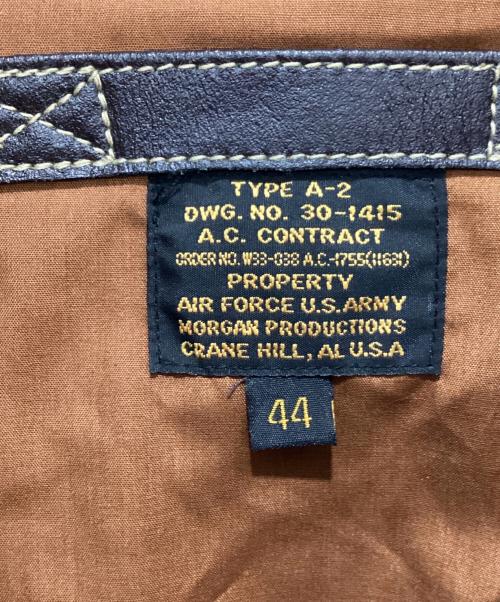 TYPE A-2
DWG. NO. 30-1415
A.C. CONTRACT
ORDER NO. W33-038 A.C.-1755(11631)
PROPERTY
AIR FORCE U.S. ARMY
MORGAN PRODUCTIONS
CRANE HILL, AL U.S.A
44